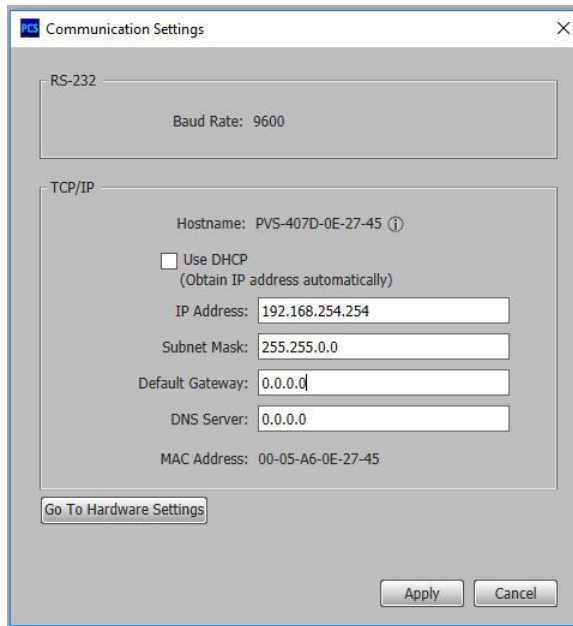 PCS Communication Settings
RS-232
Baud Rate: 9600
TCP/IP
Hostname: PVS-407D-0E-27-45
Use DHCP
(Obtain IP address automatically)
IP Address: 192.168.254.254
Subnet Mask: 255.255.0.0
Default Gateway: 0.0.0.0
DNS Server: 0.0.0.0
MAC Address: 00-05-A6-0E-27-45
Go To Hardware Settings
Apply Cancel